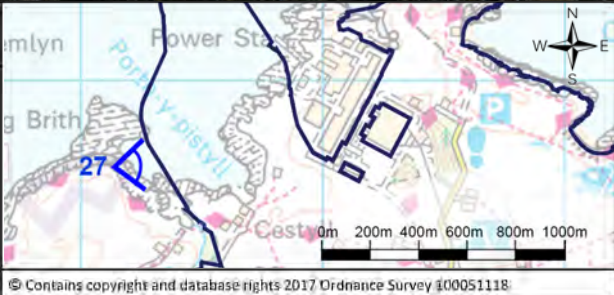 N
W E
S
emlyn
Power Sta
Porth-y-pistyll
g Brith
27
P
Cestyll
0m 200m 400m 600m 800m 1000m
© Contains copyright and database rights 2017 Ordnance Survey 100051118